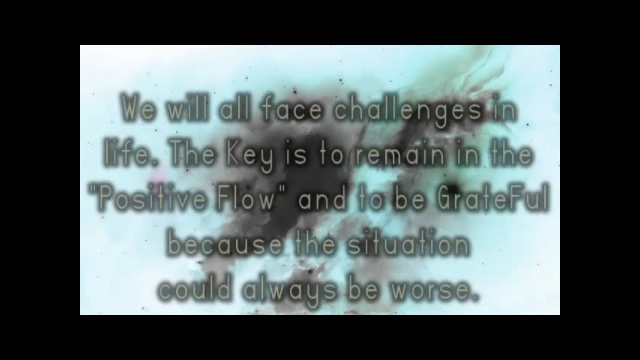 We will all face challenges in
life. The Key is to remain in the
"Positive Flow" and to be GrateFul
because the situation
could always be worse.